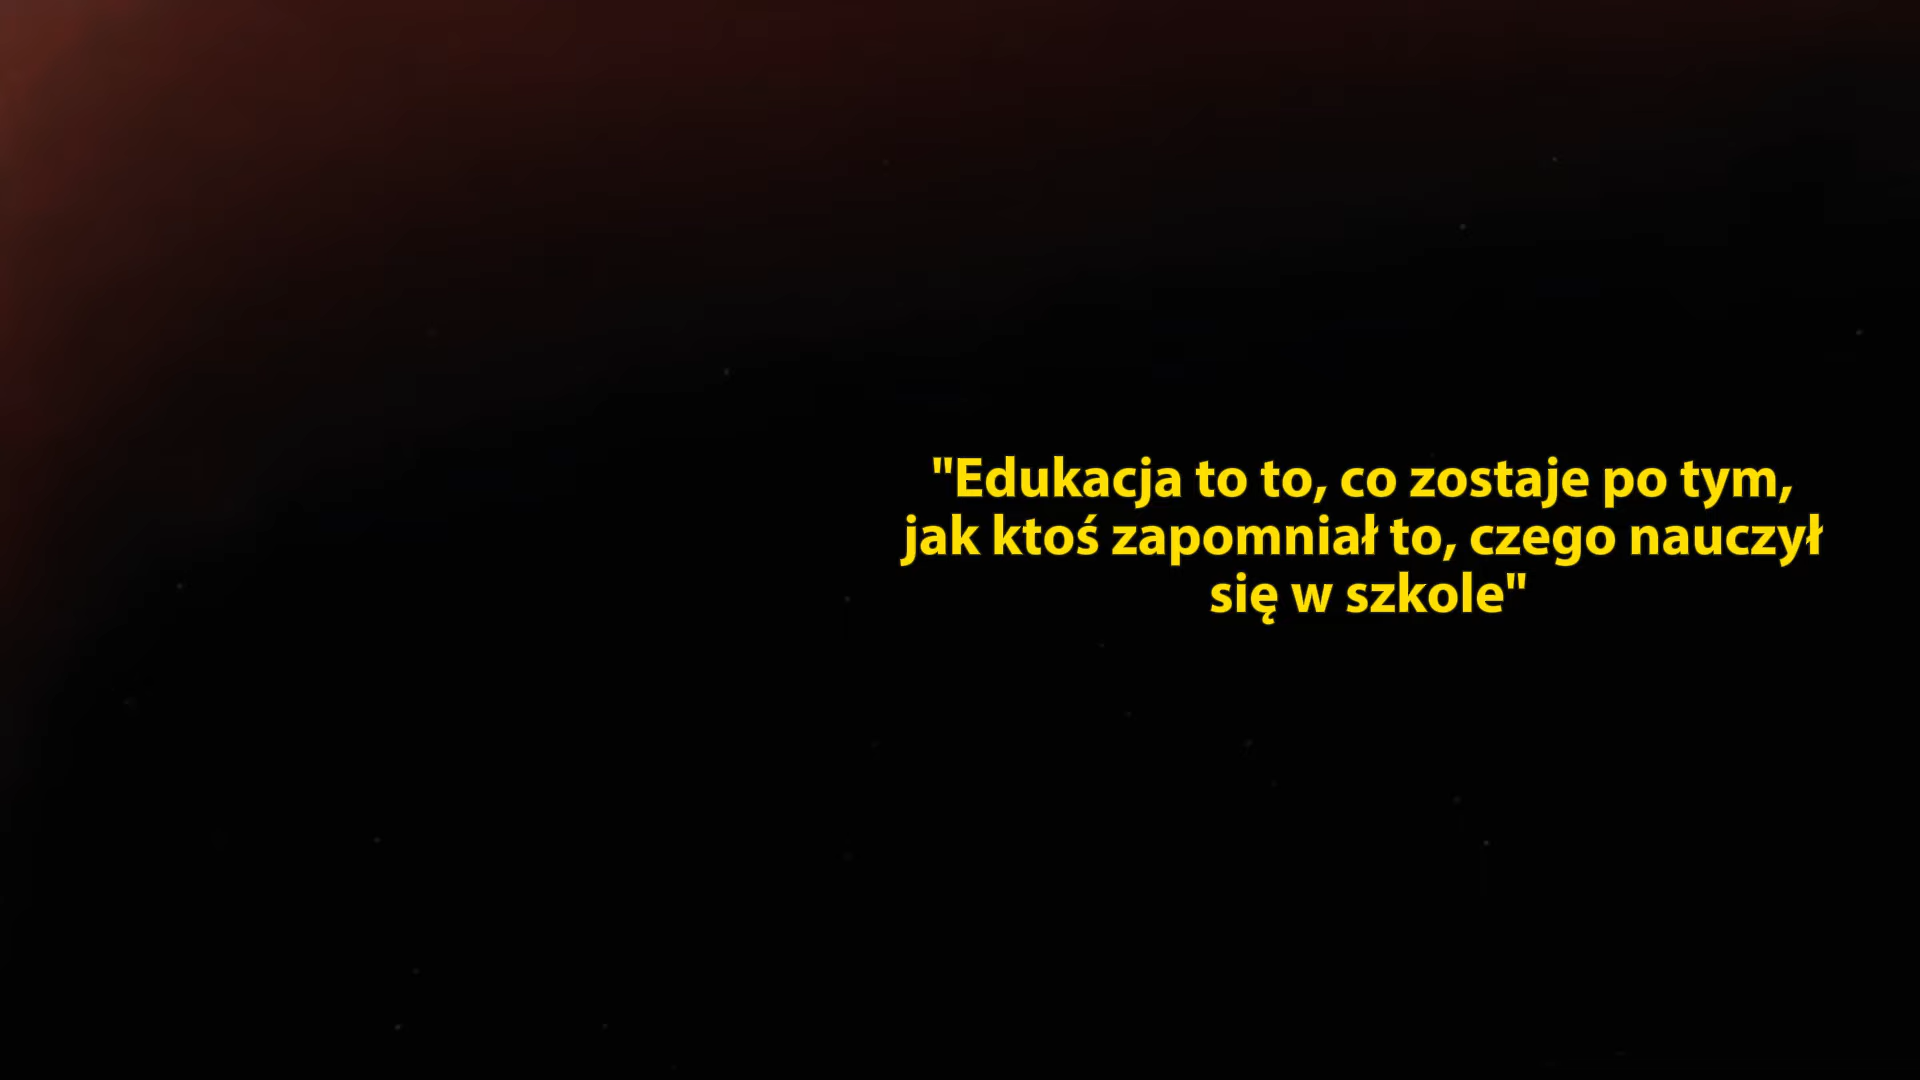 "Edukacja to to, co zostaje po tym,
jak ktoś zapomniał to, czego nauczył
się w szkole"